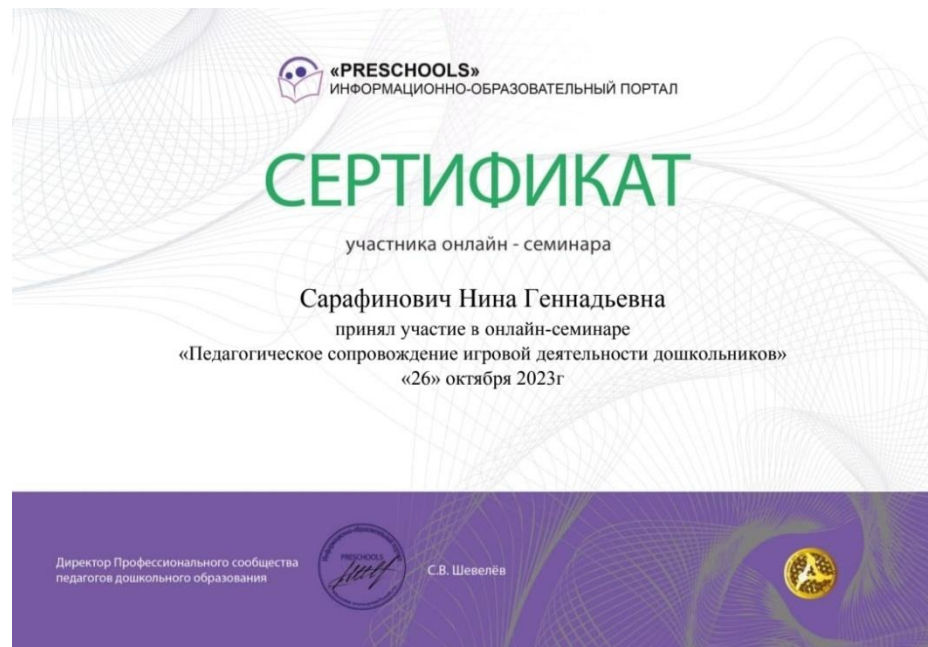 «PRESCHOOLS»
ИНФОРМАЦИОННО-ОБРАЗОВАТЕЛЬНЫЙ ПОРТАЛ
СЕРТИФИКАТ
участника онлайн - семинара
Сарафинович Нина Геннадьевна
принял участие в онлайн-семинаре
«Педагогическое сопровождение игровой деятельности дошкольников»
«26» октября 2023г
Директор Профессионального сообщества
педагогов дошкольного образования
PRESCHOOLS
С.В. Шевелёв